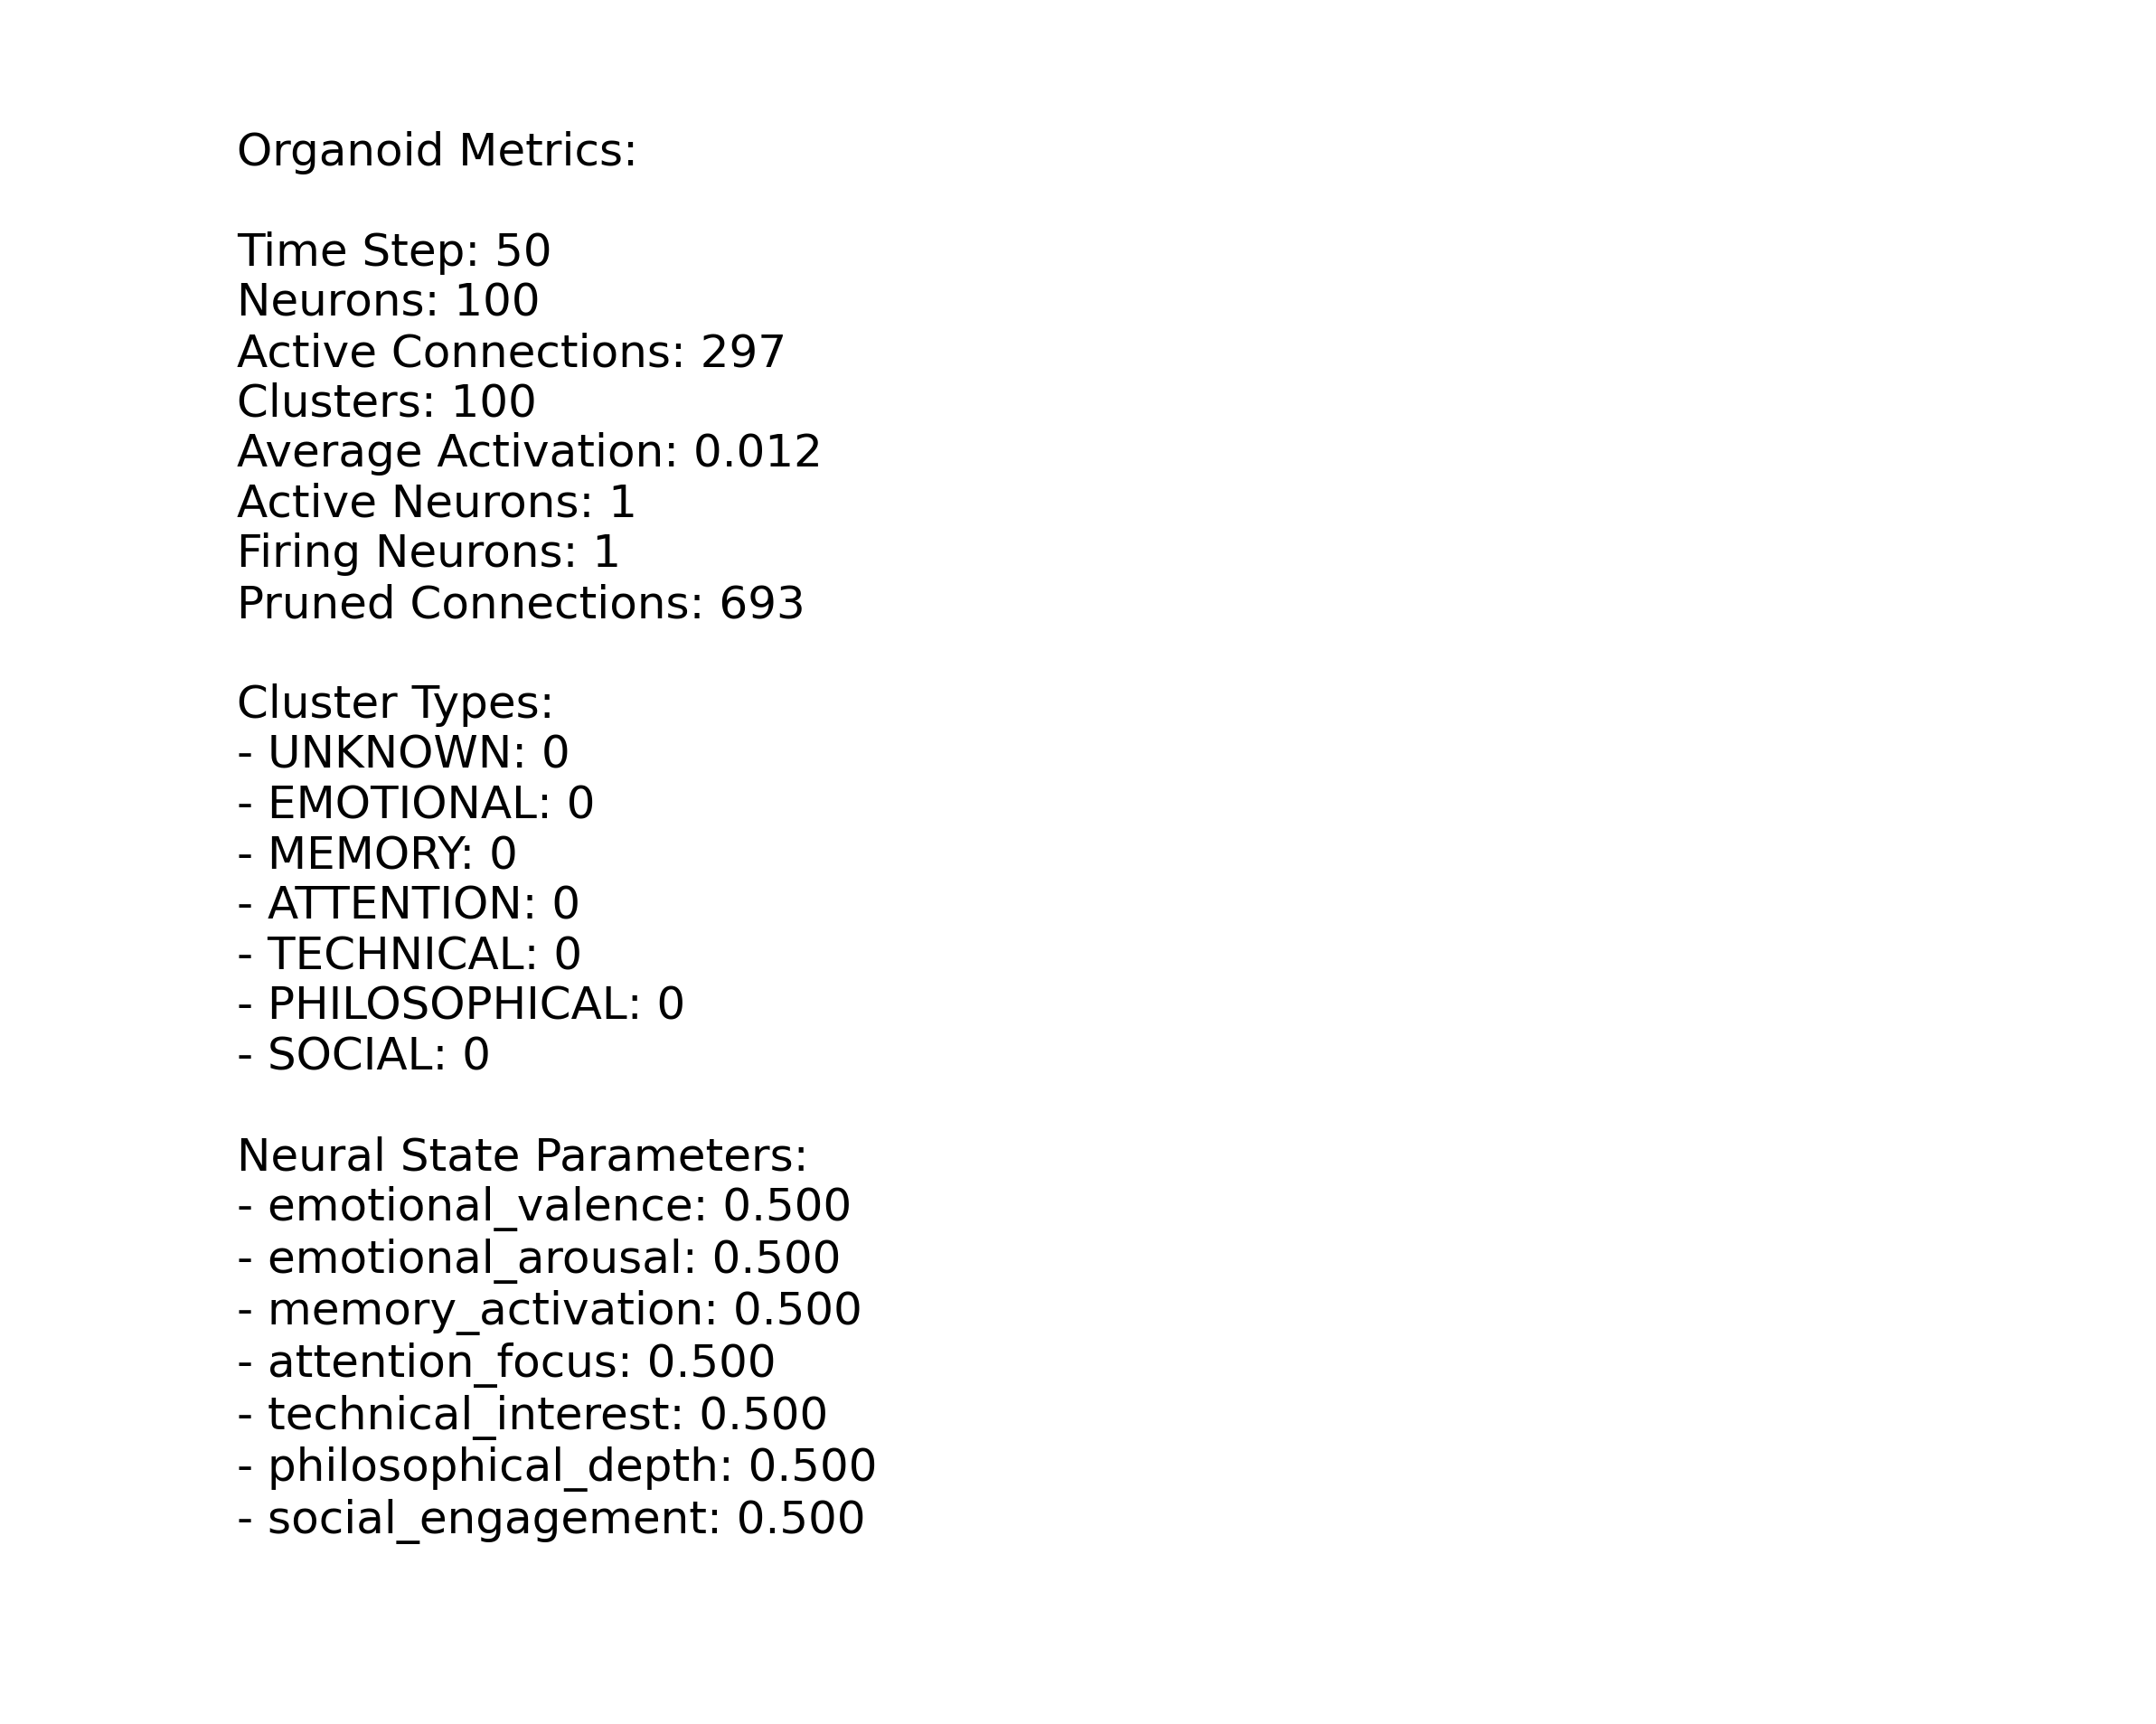 Organoid Metrics:
Time Step: 50
Neurons: 100
Active Connections: 297
Clusters: 100
Average Activation: 0.012
Active Neurons: 1
Firing Neurons: 1
Pruned Connections: 693
Cluster Types:
- UNKNOWN: 0
- EMOTIONAL: 0
- MEMORY: 0
- ATTENTION: 0
- TECHNICAL: 0
- PHILOSOPHICAL: 0
- SOCIAL: 0
Neural State Parameters:
- emotional_valence: 0.500
- emotional_arousal: 0.500
- memory_activation: 0.500
- attention_focus: 0.500
- technical_interest: 0.500
- philosophical_depth: 0.500
- social_engagement: 0.500